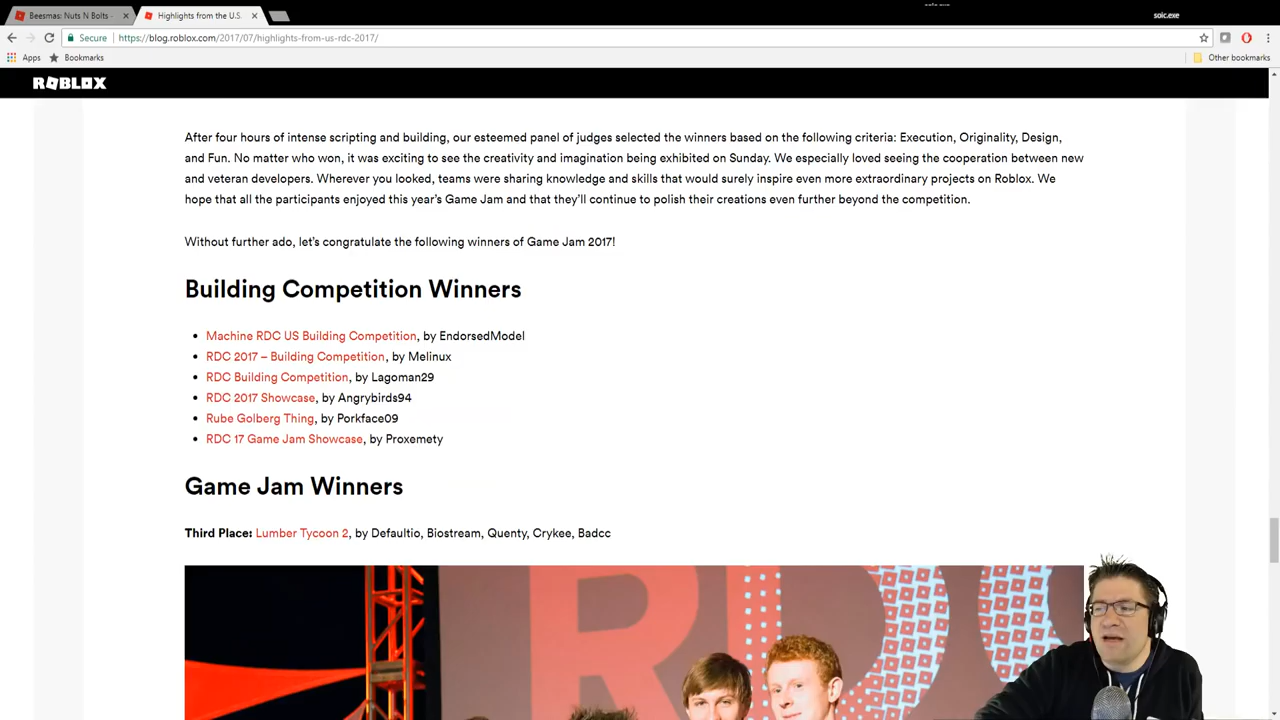 Beesmas: Nuts N Bolts -
Highlights from the U.S.
solc.exe
Secure
https://blog.roblox.com/2017/07/highlights-from-us-rdc-2017/
Apps
Bookmarks
Other bookmarks
ROBLOX
After four hours of intense scripting and building, our esteemed panel of judges selected the winners based on the following criteria: Execution, Originality, Design,
and Fun. No matter who won, it was exciting to see the creativity and imagination being exhibited on Sunday. We especially loved seeing the cooperation between new
and veteran developers. Wherever you looked, teams were sharing knowledge and skills that would surely inspire even more extraordinary projects on Roblox. We
hope that all the participants enjoyed this year's Game Jam and that they'll continue to polish their creations even further beyond the competition.
Without further ado, let's congratulate the following winners of Game Jam 2017!
Building Competition Winners
• Machine RDC US Building Competition, by EndorsedModel
• RDC 2017 – Building Competition, by Melinux
• RDC Building Competition, by Lagoman29
• RDC 2017 Showcase, by Angrybirds94
• Rube Golberg Thing, by Porkface09
• RDC 17 Game Jam Showcase, by Proxemety
Game Jam Winners
Third Place: Lumber Tycoon 2, by Defaultio, Biostream, Quenty, Crykee, Badcc
RDC